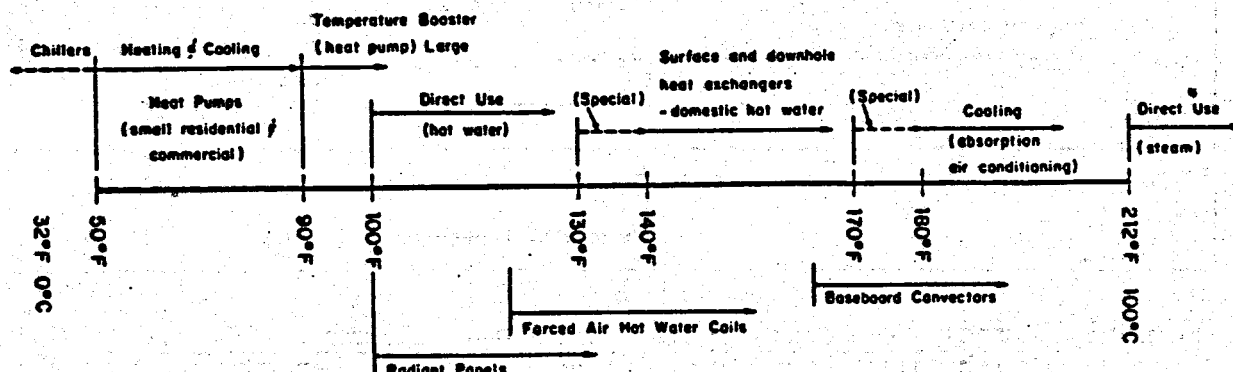 Temperature Booster
(heat pump) Large
Chillers
Heating & Cooling
Heat Pumps
(small residential &
commercial)
Direct Use
(hot water)
(Special)
Surface and downhole
heat exchangers
- domestic hot water
(Special)
Cooling
(absorption
air conditioning)
Direct Use
(steam)
32°F 0°C
50°F
90°F
100°F
130°F
140°F
170°F
180°F
212°F 100°C
Baseboard Convectors
Forced Air Hot Water Coils
Radiant Panels